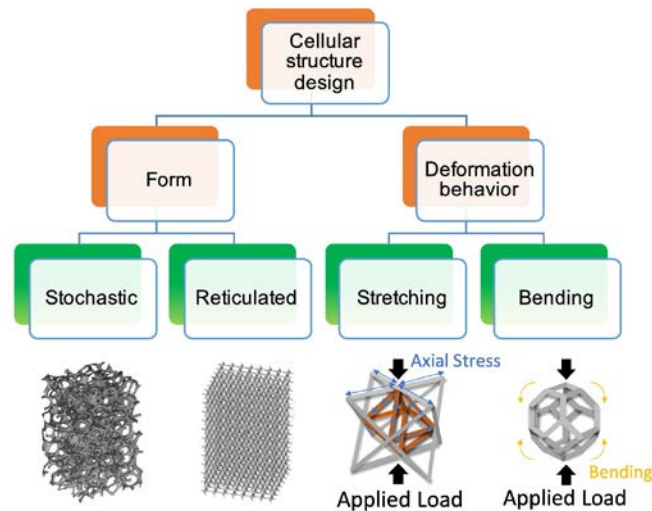 Cellular
structure
design
Form
Deformation
behavior
Stochastic
Reticulated
Stretching
Bending
Axial Stress
Bending
Applied Load
Applied Load